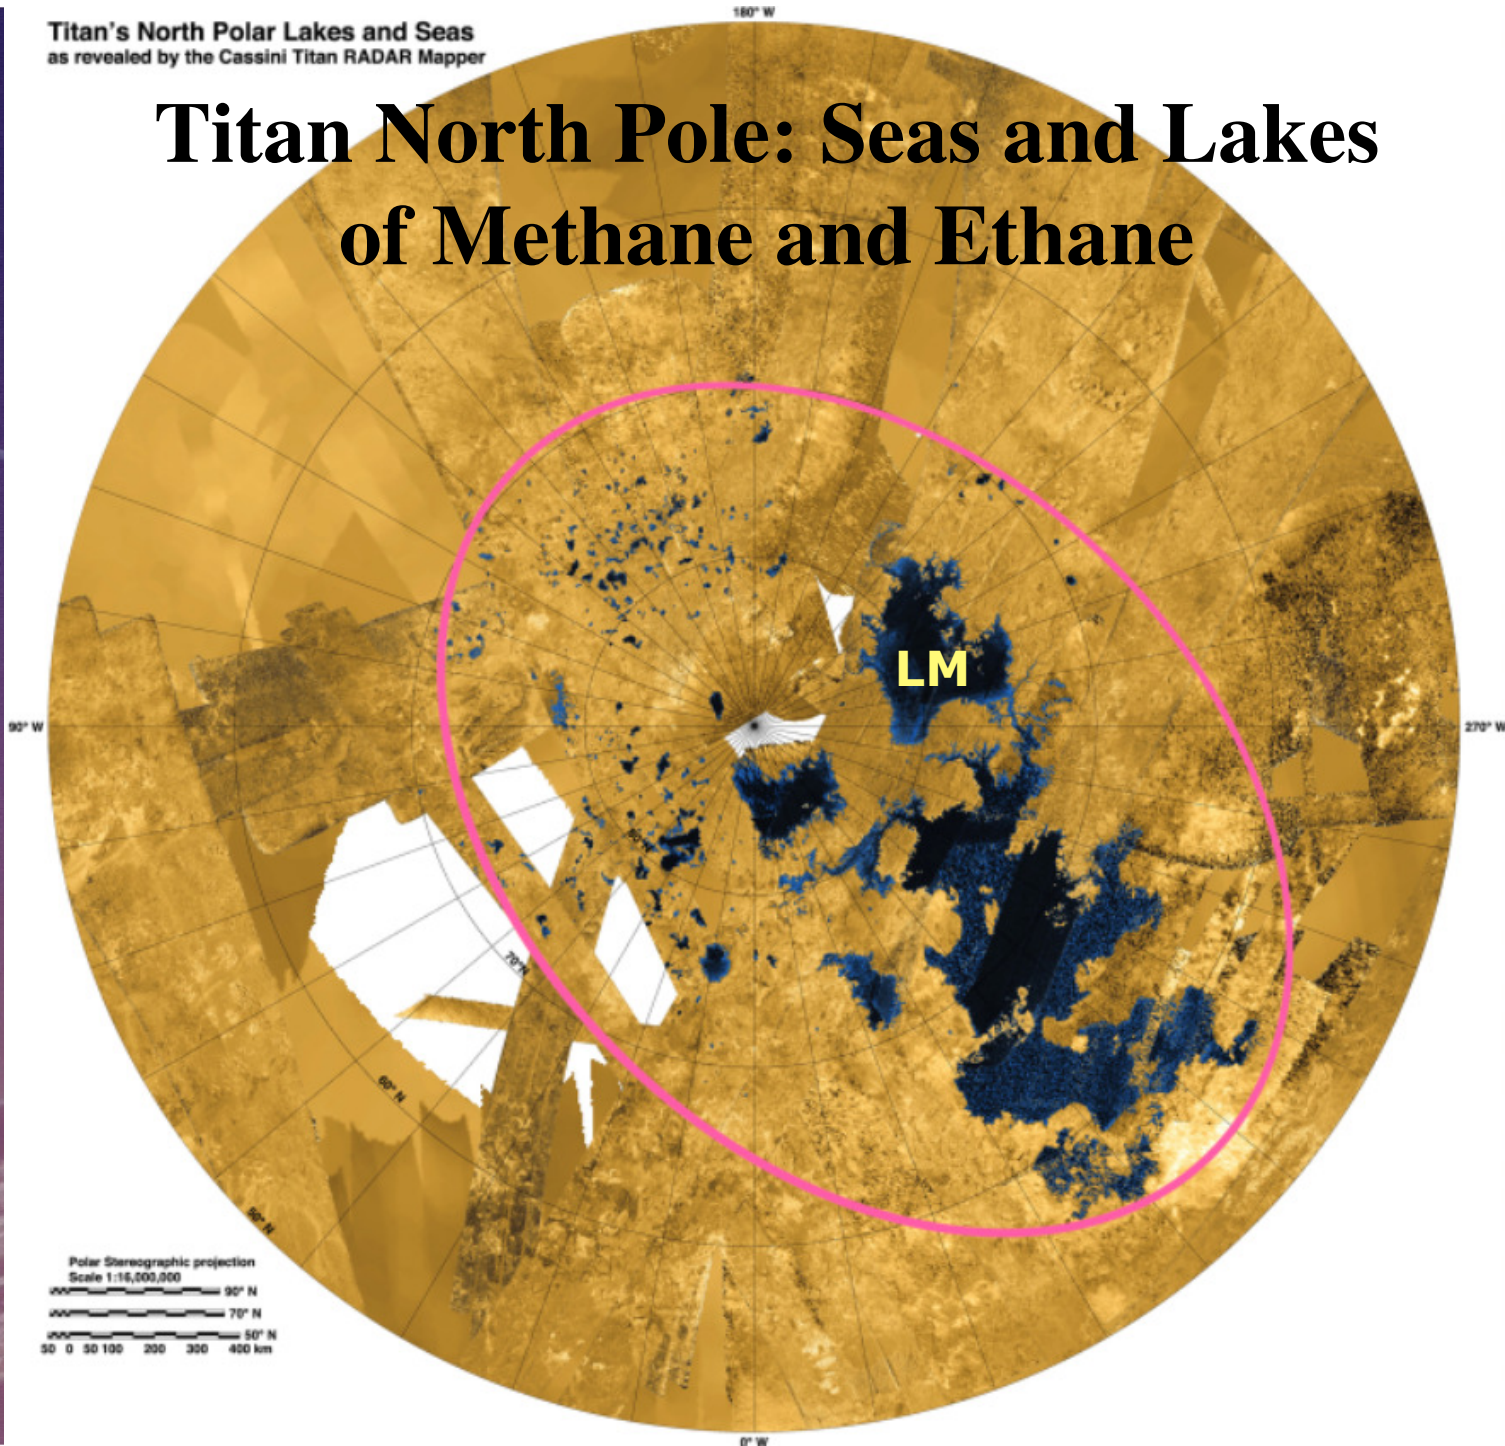 180° W
Titan's North Polar Lakes and Seas
as revealed by the Cassini Titan RADAR Mapper
Titan North Pole: Seas and Lakes
of Methane and Ethane
LM
90° W
270° W
80°
70° N
60° N
50° N
Polar Stereographic projection
Scale 1:16,000,000
90° N
70° N
50° N
50 0 50 100 200 300 400 km
0° W